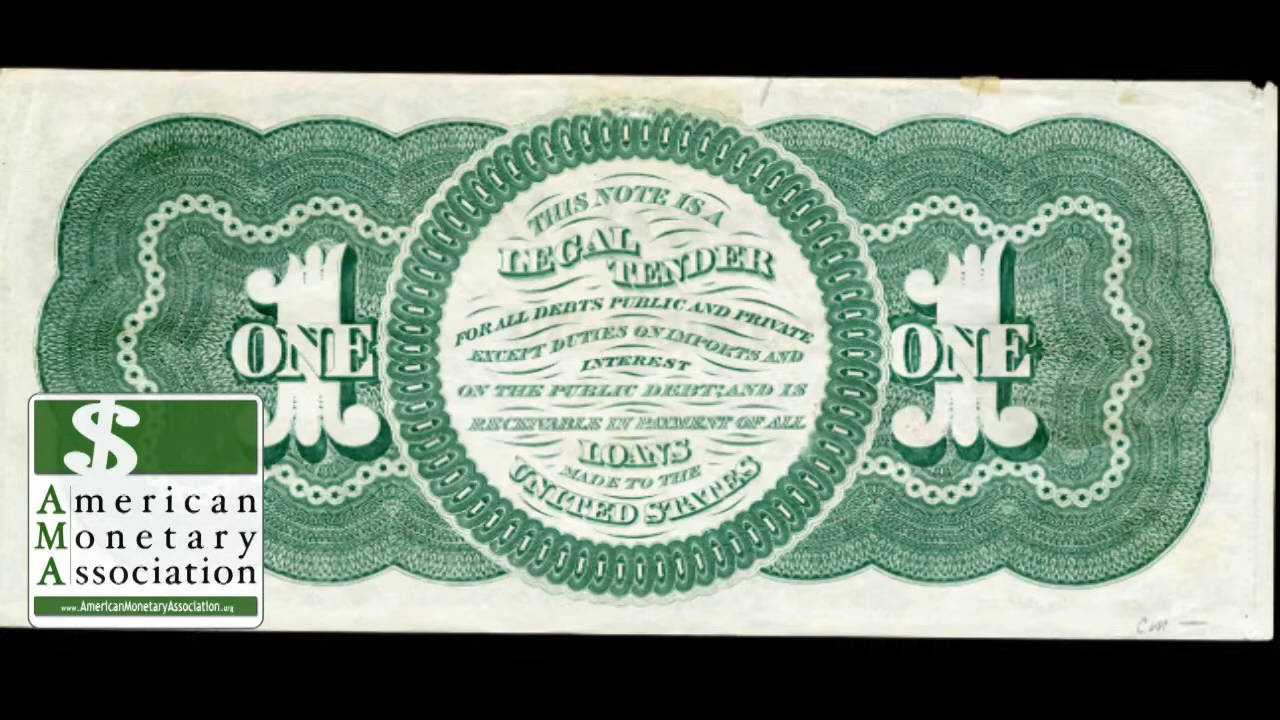 THIS NOTE IS A
LEGAL
TENDER
FOR ALL DEBTS PUBLIC AND PRIVATE
EXCEPT DUTIES ON IMPORTS AND
INTEREST
ON THE PUBLIC DEBT; AND IS
RECEIVABLE IN PAYMENT OF ALL
LOANS
MADE TO THE
UNITED STATES
1
ONE
1
ONE
$
American
Monetary
Association
www.AmericanMonetaryAssociation.org